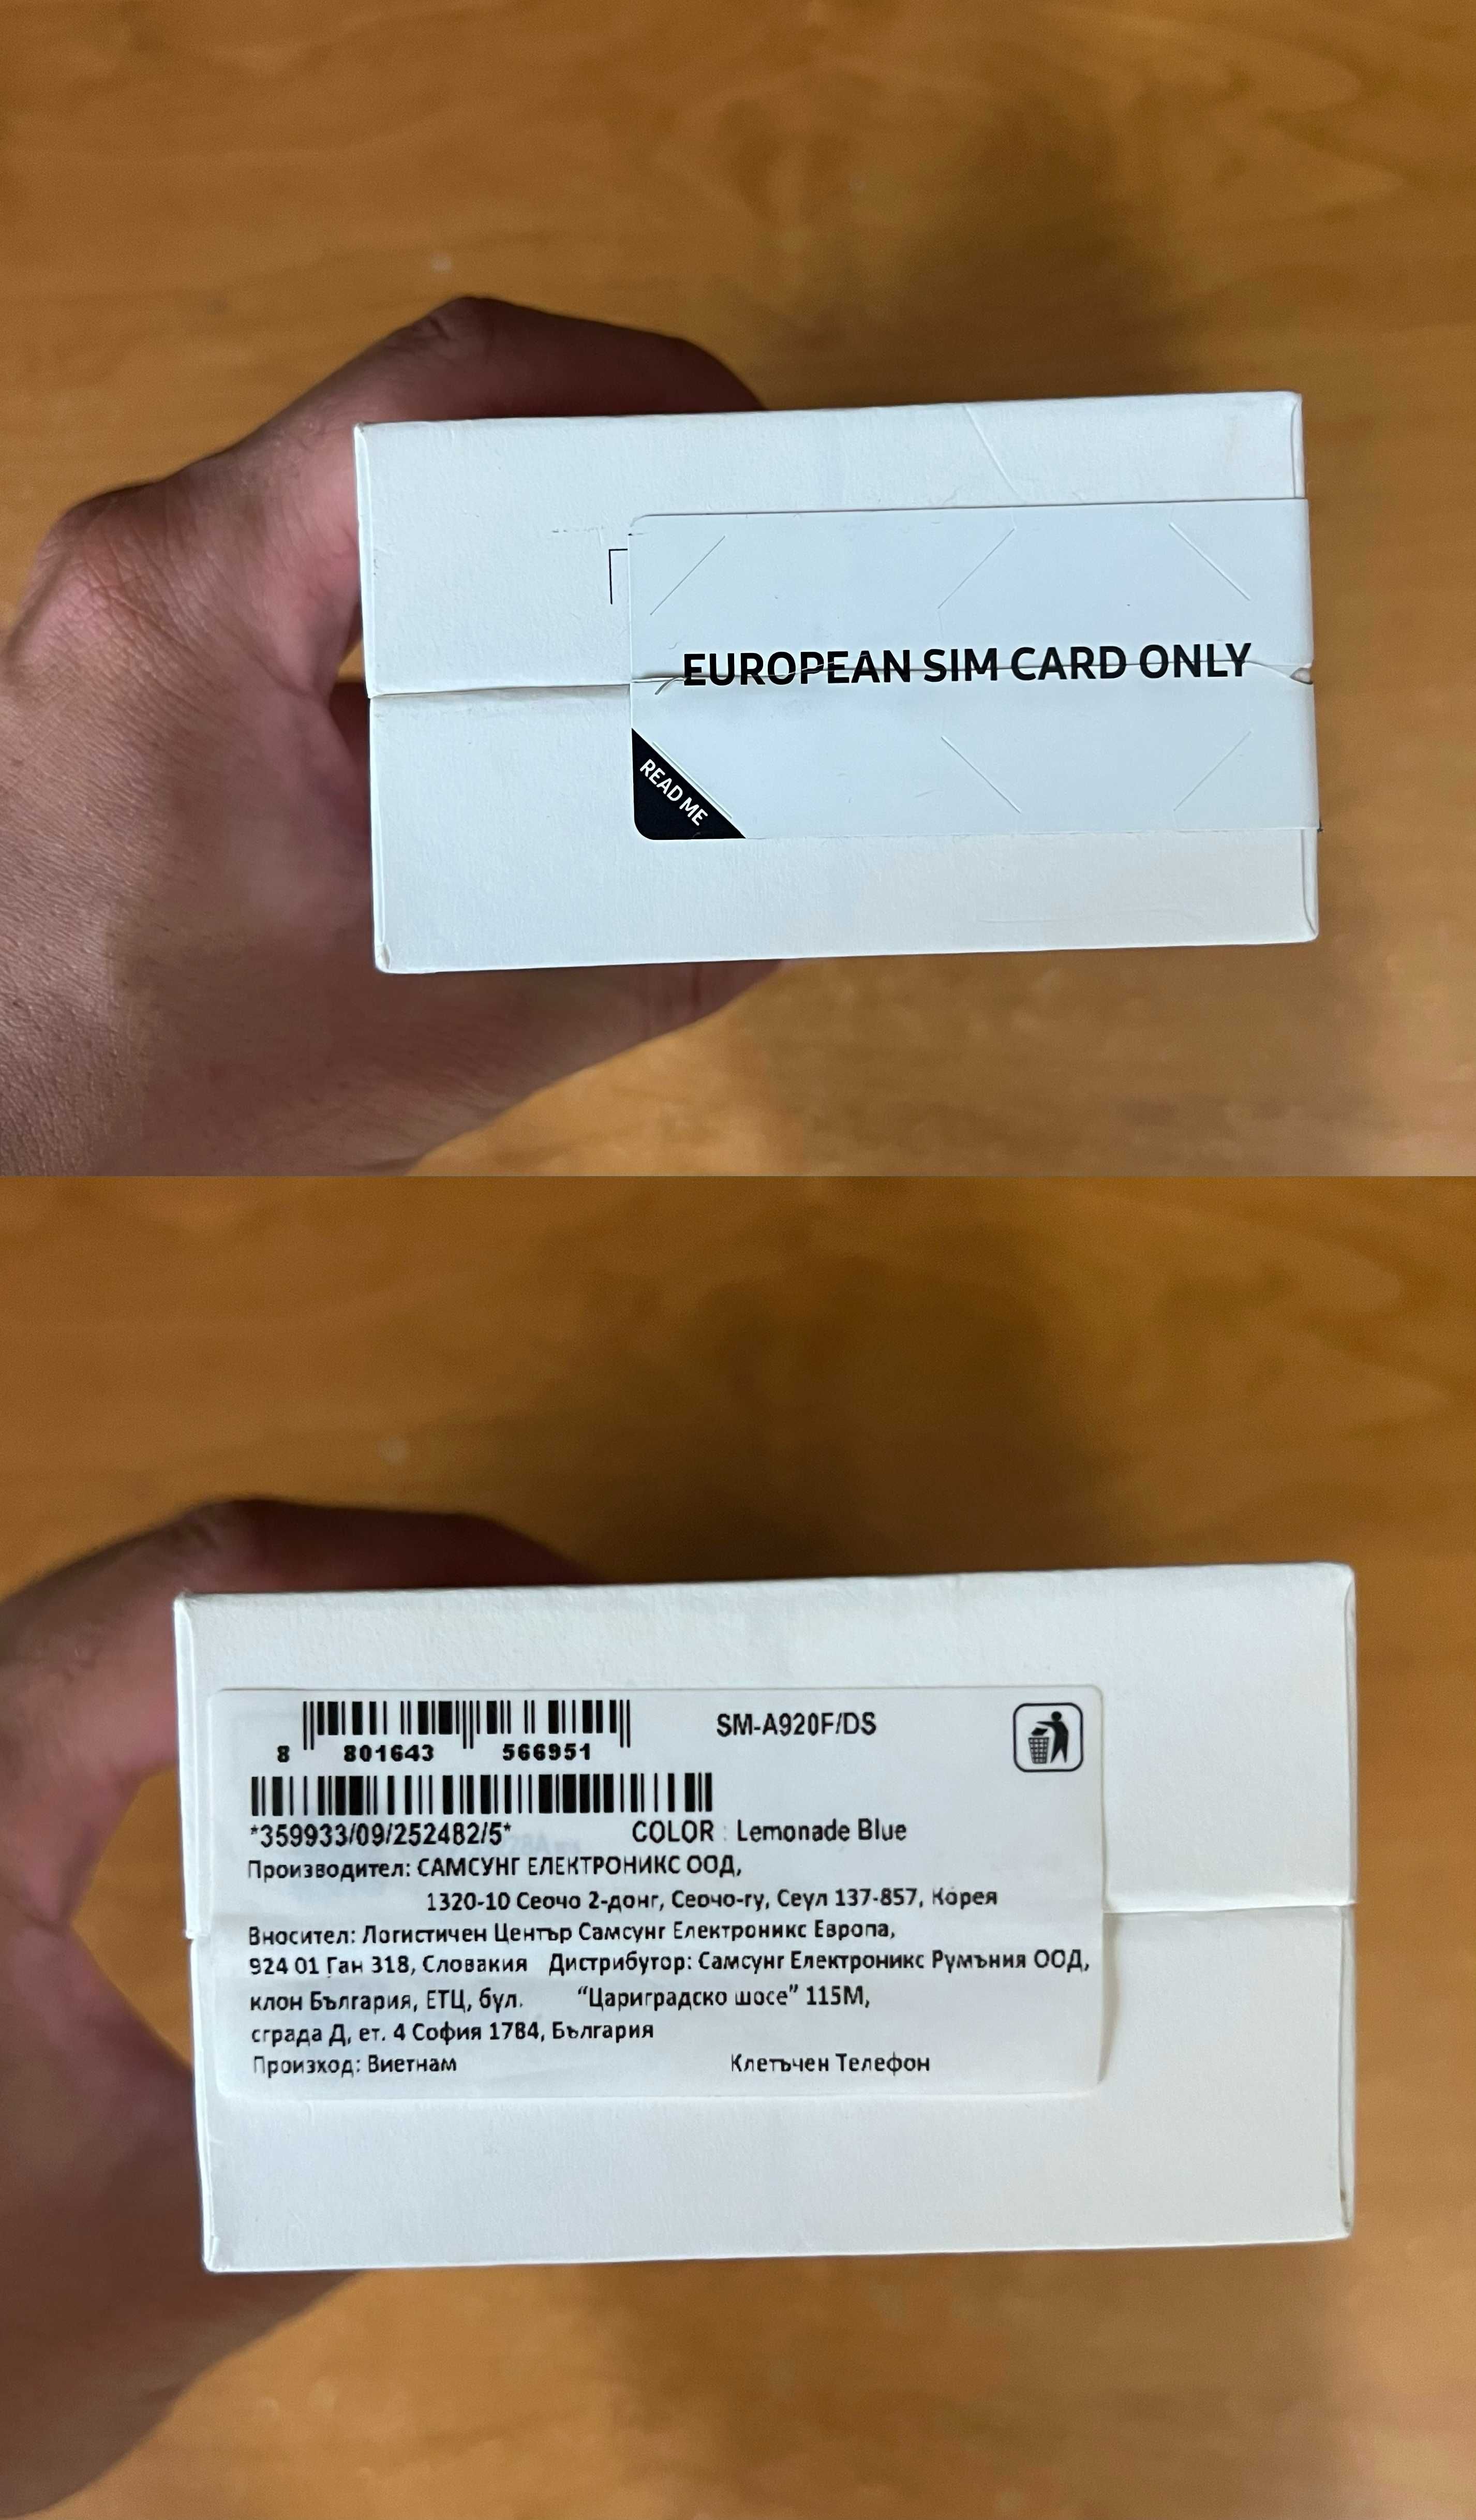 EUROPEAN SIM CARD ONLY
READ ME
SM-A920F/DS
8 801643 566951
*359933/09/252482/5* COLOR : Lemonade Blue
Производител: САМСУНГ ЕЛЕКТРОНИКС ООД,
1320-10 Сеочо 2-донг, Сеочо-гу, Сеул 137-857, Корея
Вносител: Логистичен Център Самсунг Електроникс Европа,
924 01 Ган 318, Словакия Дистрибутор: Самсунг Електроникс Румъния ООД,
клон България, ЕТЦ, бул. “Цариградско шосе” 115М,
сграда Д, ет. 4 София 1784, България
Произход: Виетнам Клетъчен Телефон